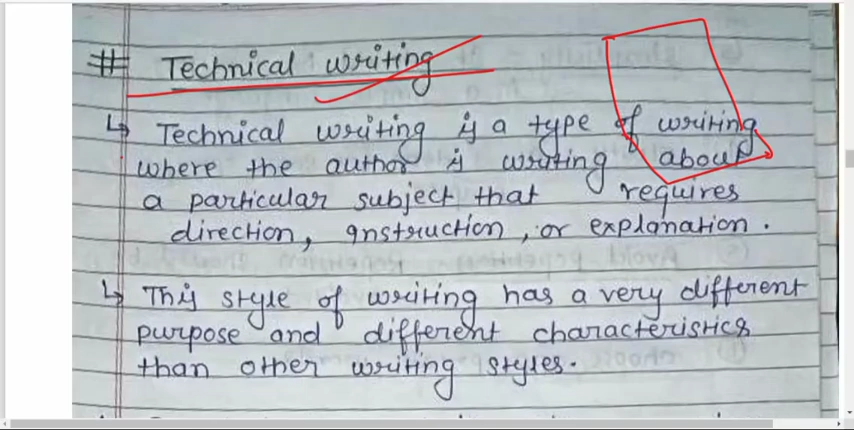 # Technical writing
↳ Technical writing is a type of writing
where the author is writing about
a particular subject that requires
direction, instruction, or explanation.
↳ This style of writing has a very different
purpose and different characteristics
than other writing styles.